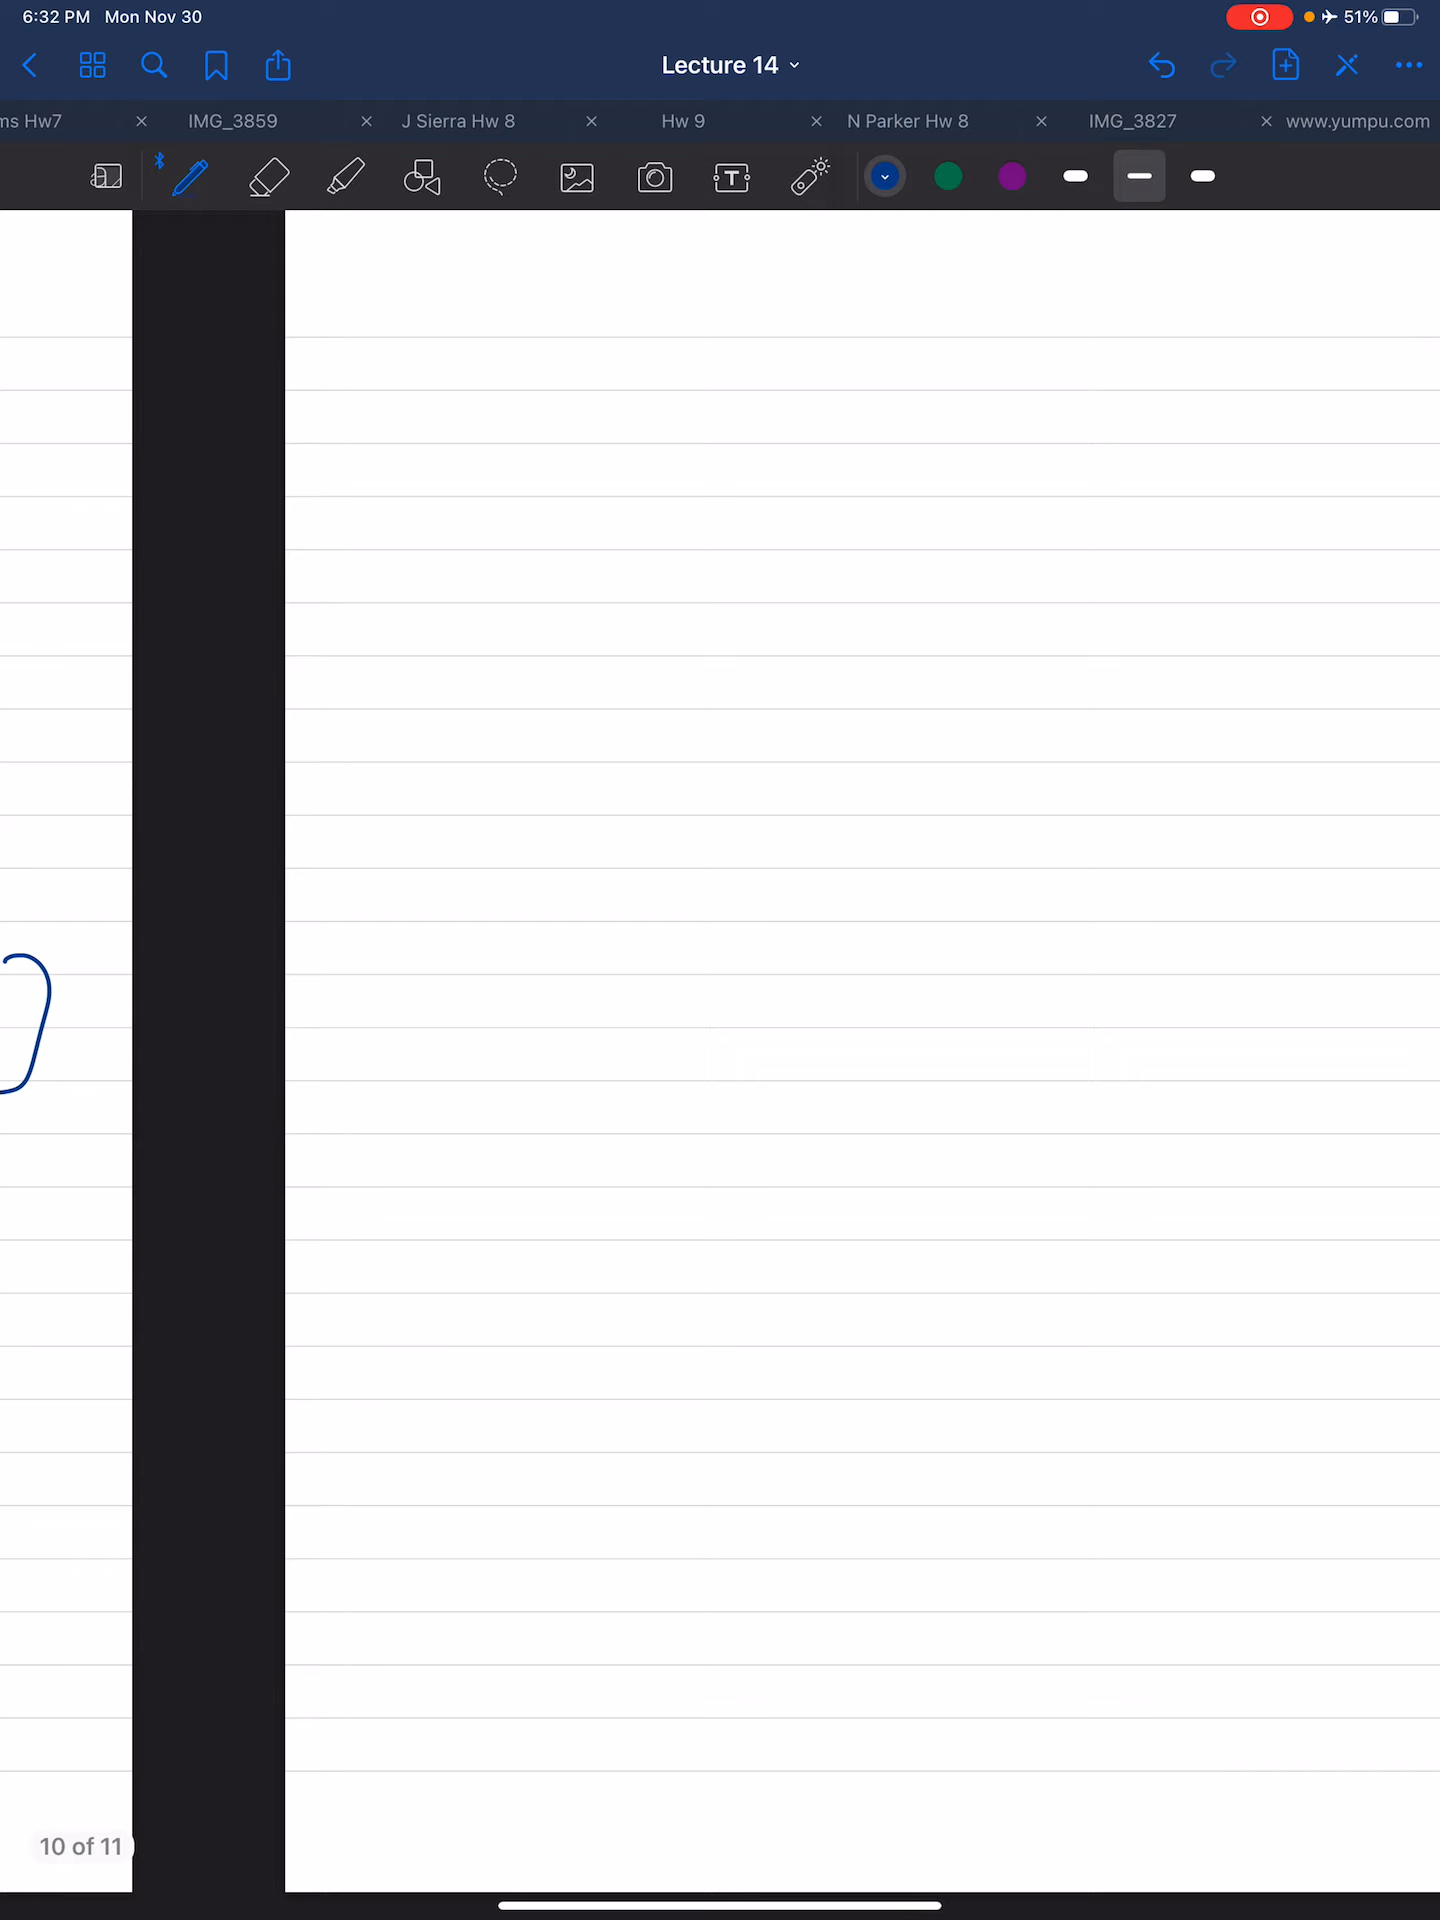 6:32 PM Mon Nov 30
51%
Lecture 14
ms Hw7
IMG_3859
J Sierra Hw 8
Hw 9
N Parker Hw 8
IMG_3827
www.yumpu.com
T
10 of 11